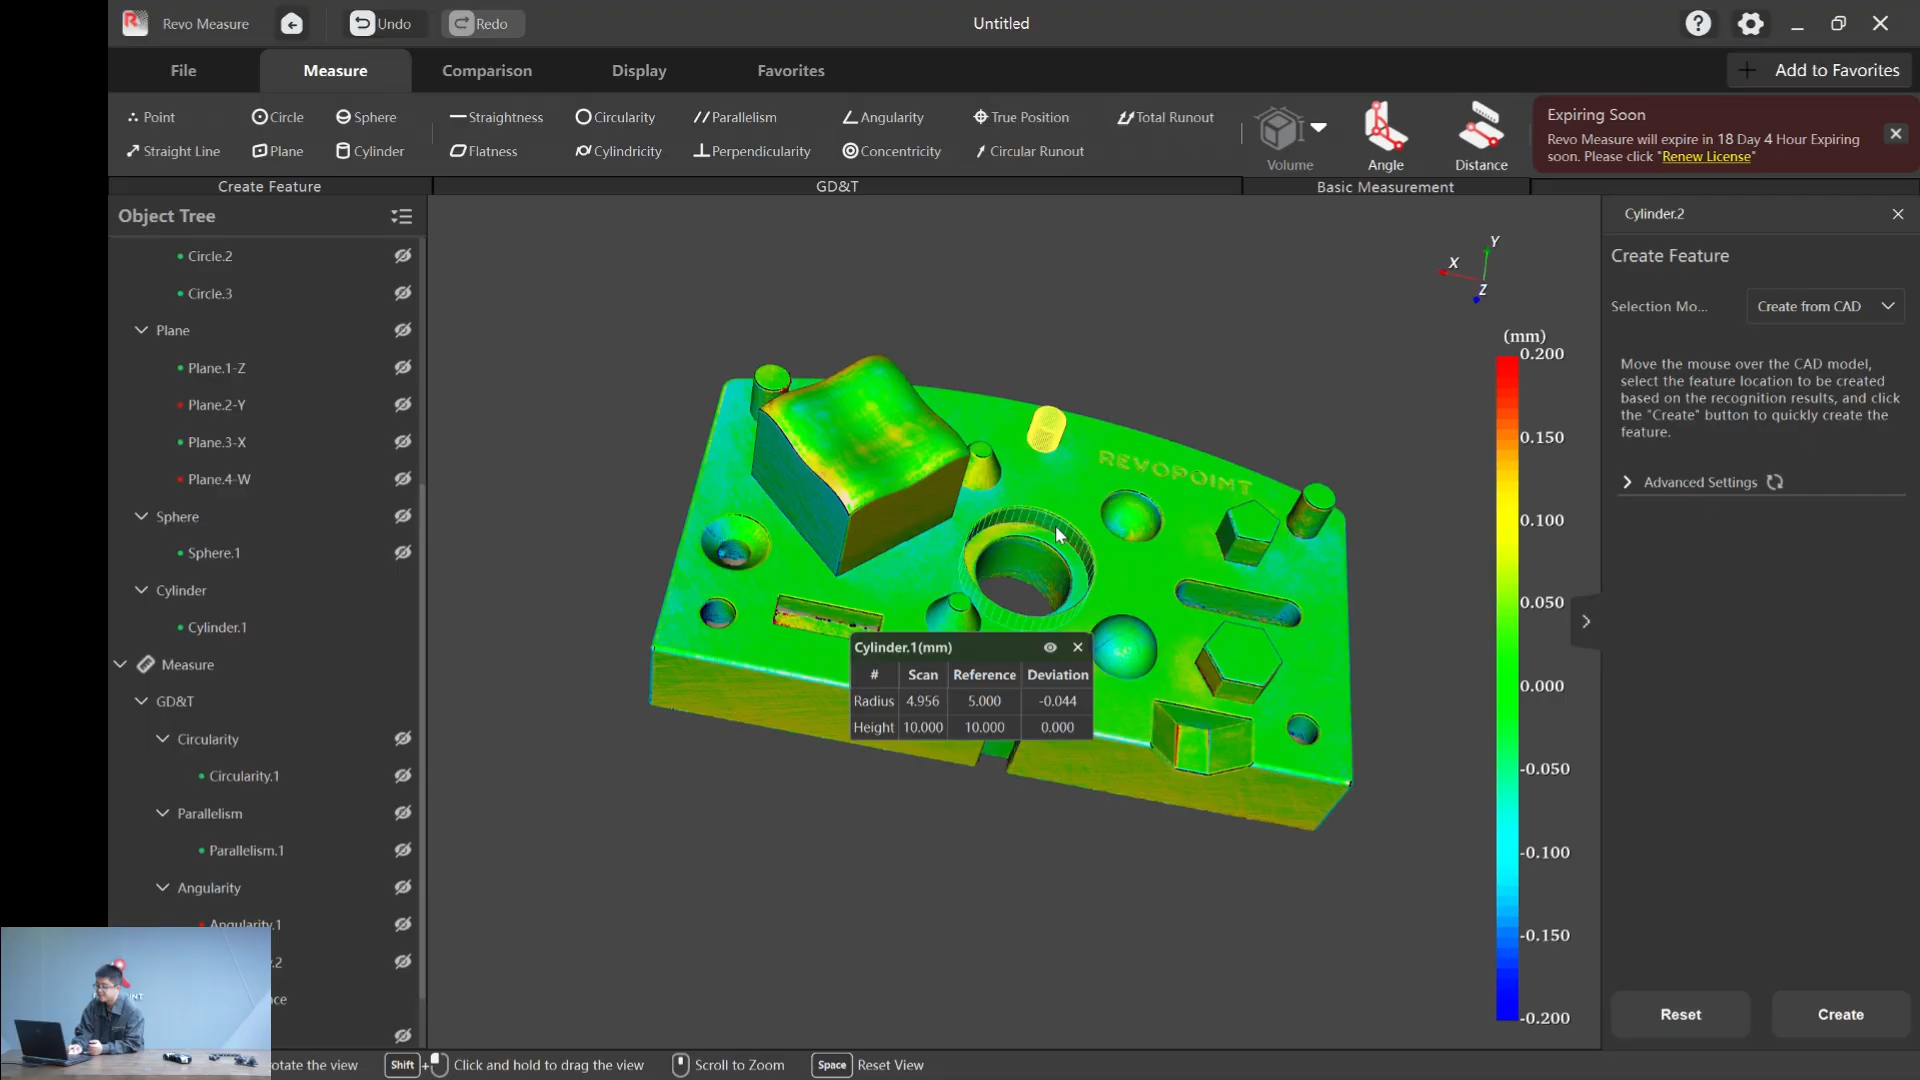 Revo Measure
Undo
Redo
Untitled
File
Measure
Comparison
Display
Favorites
Add to Favorites
Point
Circle
Sphere
Straightness
Circularity
Parallelism
Angularity
True Position
Total Runout
Straight Line
Plane
Cylinder
Flatness
Cylindricity
Perpendicularity
Concentricity
Circular Runout
Volume
Angle
Distance
Expiring Soon
Revo Measure will expire in 18 Day 4 Hour Expiring
soon. Please click "Renew License"
Create Feature
GD&T
Basic Measurement
Object Tree
Circle.2
Circle.3
Plane
Plane.1-Z
Plane.2-Y
Plane.3-X
Plane.4-W
Sphere
Sphere.1
Cylinder
Cylinder.1
Measure
GD&T
Circularity
Circularity.1
Parallelism
Parallelism.1
Angularity
Angularity.1
.2
ce
X
Y
Z
(mm)
0.200
0.150
0.100
0.050
0.000
-0.050
-0.100
-0.150
-0.200
REVOPOINT
Cylinder.1(mm)
# Scan Reference Deviation
Radius 4.956 5.000 -0.044
Height 10.000 10.000 0.000
Cylinder.2
Create Feature
Selection Mo...
Create from CAD
Move the mouse over the CAD model,
select the feature location to be created
based on the recognition results, and click
the "Create" button to quickly create the
feature.
Advanced Settings
Reset
Create
otate the view
Shift + Click and hold to drag the view
Scroll to Zoom
Space Reset View